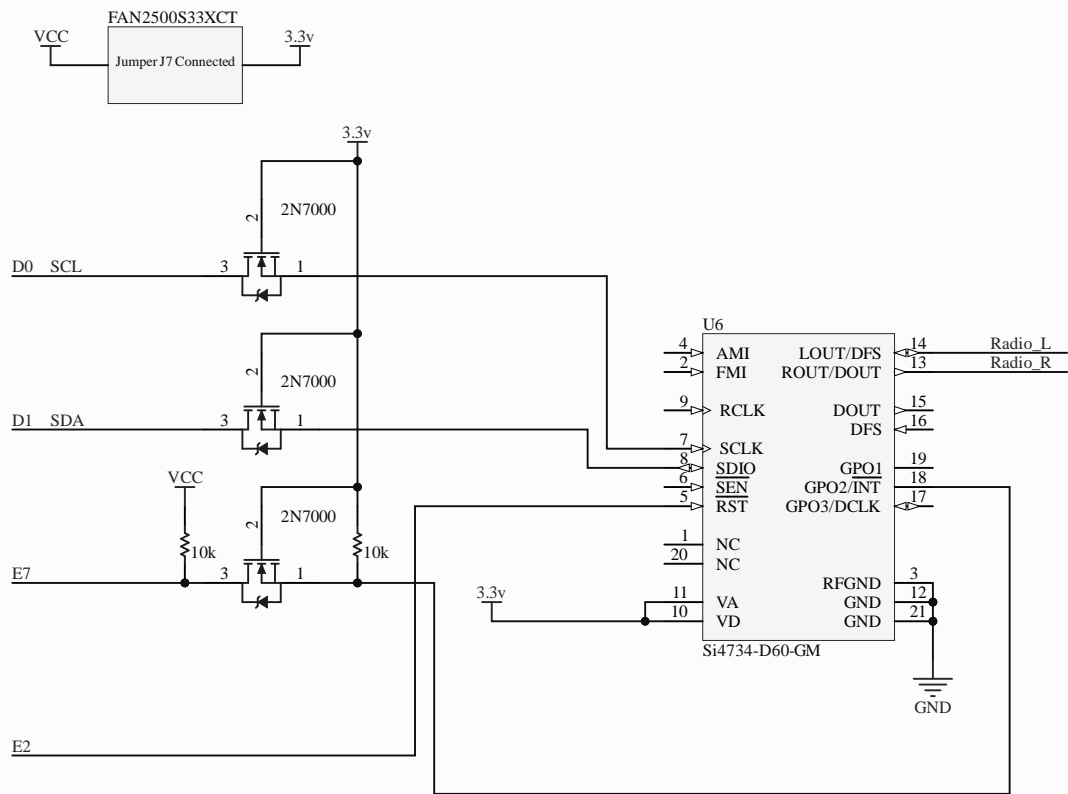 FAN2500S33XCT
VCC
Jumper J7 Connected
3.3v
3.3v
2N7000
2
D0 SCL
3
1
2N7000
2
D1 SDA
3
1
VCC
2N7000
2
10k
10k
E7
3
1
E2
U6
4 AMI
2 FMI
9 RCLK
7 SCLK
8 SDIO
6 SEN
5 RST
1 NC
20 NC
11 VA
10 VD
3.3v
LOUT/DFS 14 Radio_L
ROUT/DOUT 13 Radio_R
DOUT 15
DFS 16
GPO1 19
GPO2/INT 18
GPO3/DCLK 17
RFGND 3
GND 12
GND 21
Si4734-D60-GM
GND